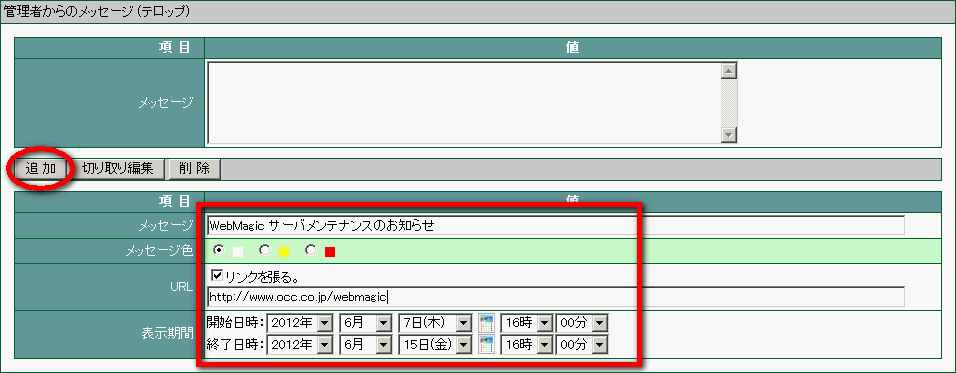 管理者からのメッセージ(テロップ)
項 目 値
メッセージ
追 加 切り取り編集 削 除
項 目 値
メッセージ WebMagic サーバメンテナンスのお知らせ
メッセージ色
URL リンクを張る。
http://www.occ.co.jp/webmagic
表示期間 開始日時: 2012年 6月 7日(木) 16時 00分
終了日時: 2012年 6月 15日(金) 16時 00分